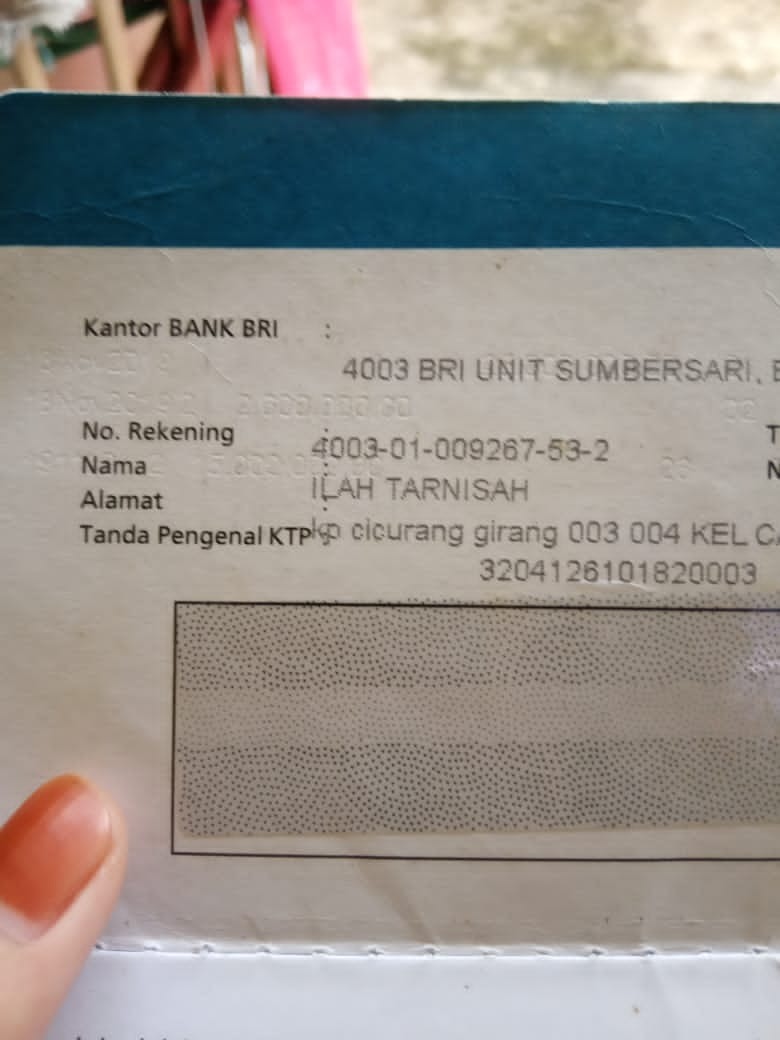 Kantor BANK BRI :
4003 BRI UNIT SUMBERSARI,
No. Rekening : 4003-01-009267-53-2
Nama : ILAH TARNISAH
Alamat : kp cicurang girang 003 004 KEL
Tanda Pengenal KTP : 3204126101820003